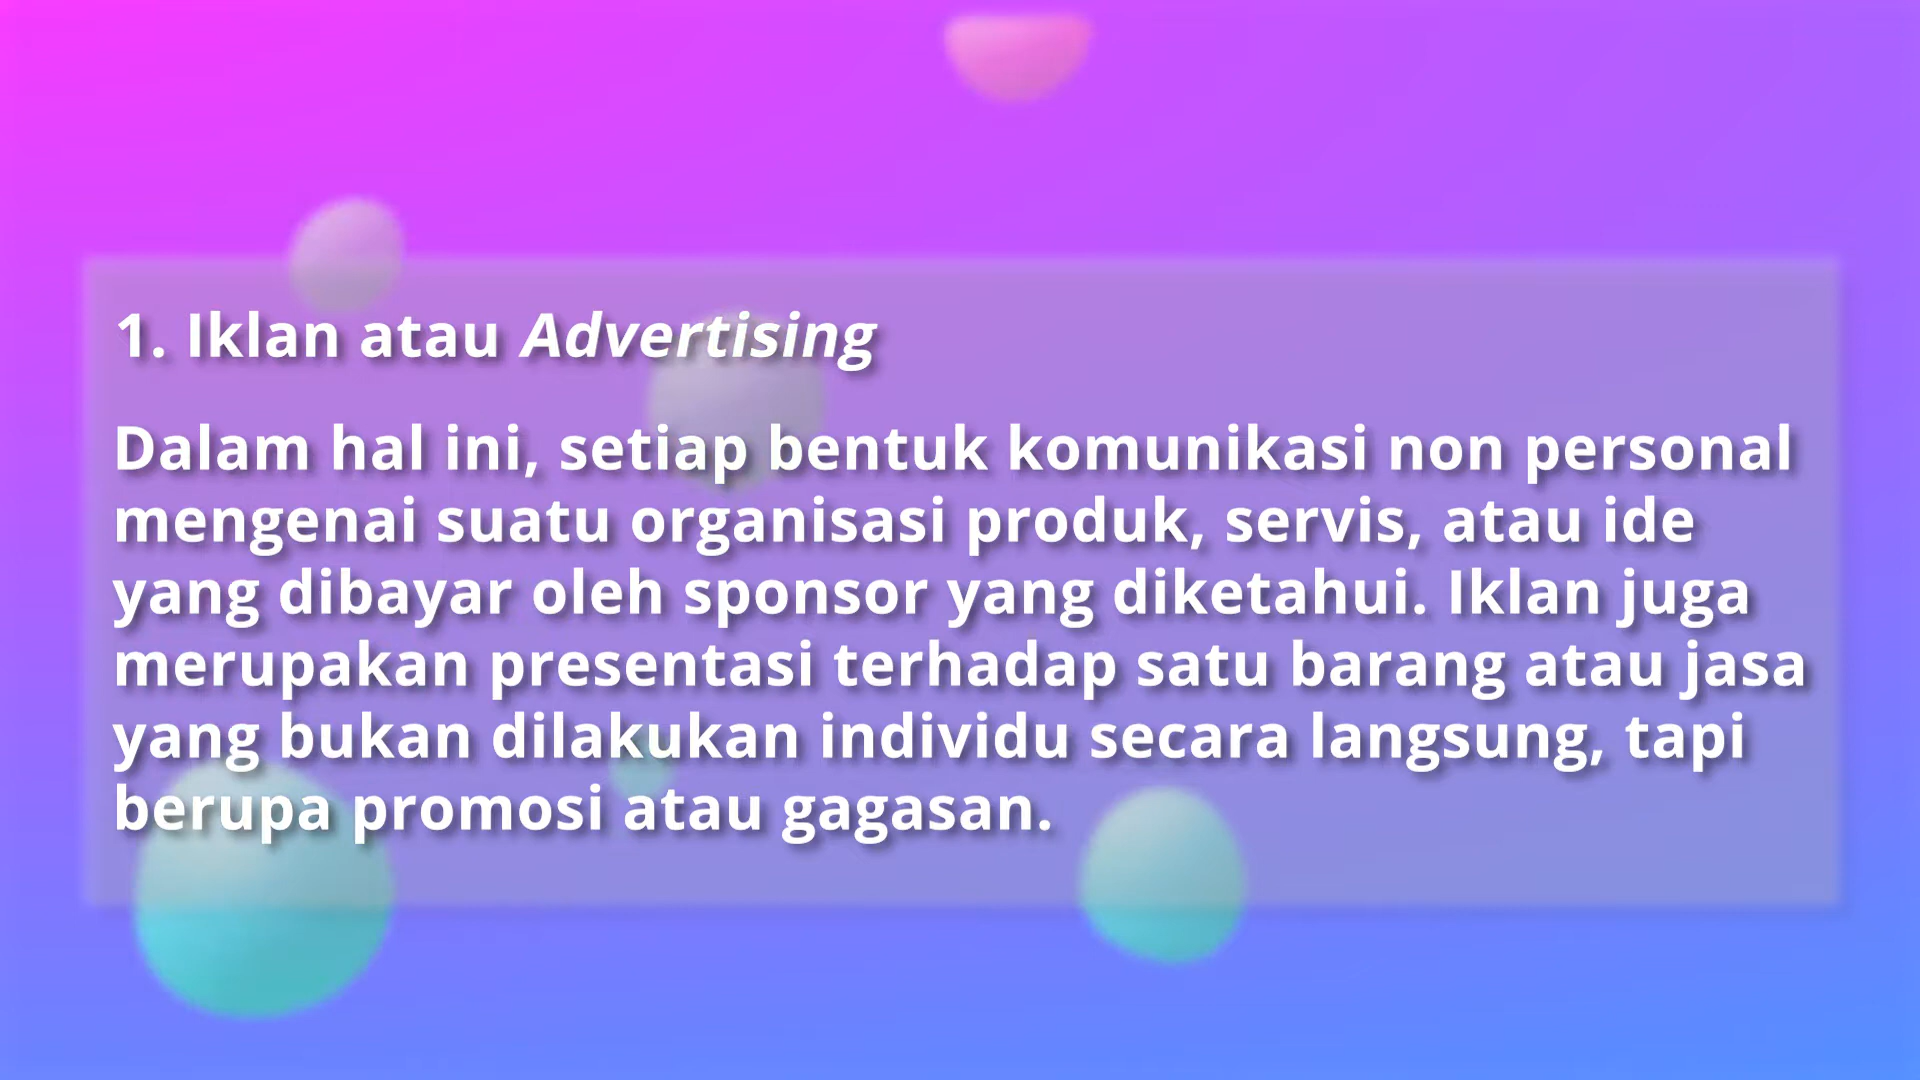 1. Iklan atau Advertising
Dalam hal ini, setiap bentuk komunikasi non personal
mengenai suatu organisasi produk, servis, atau ide
yang dibayar oleh sponsor yang diketahui. Iklan juga
merupakan presentasi terhadap satu barang atau jasa
yang bukan dilakukan individu secara langsung, tapi
berupa promosi atau gagasan.